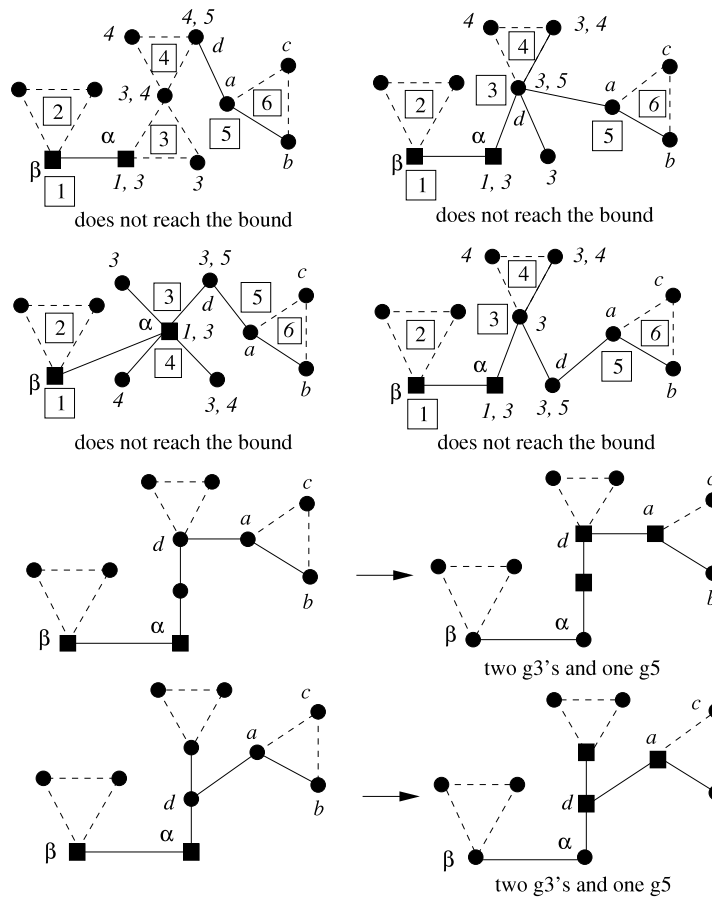 4, 5
4
d
4
c
a
2
3, 4
6
α
3
5
β
1, 3
3
b
1
does not reach the bound
4
3, 4
4
c
3
3, 5
a
2
d
6
α
5
β
1, 3
3
b
1
does not reach the bound
3
3, 5
c
3
d
5
2
α
1, 3
6
a
4
β
b
1
4
3, 4
does not reach the bound
4
3, 4
c
4
3
3
a
2
6
α
d
5
β
b
1
1, 3
3, 5
does not reach the bound
c
a
d
b
α
β
c
a
d
b
α
β
two g3's and one g5
c
a
d
b
α
β
c
a
d
α
β
two g3's and one g5